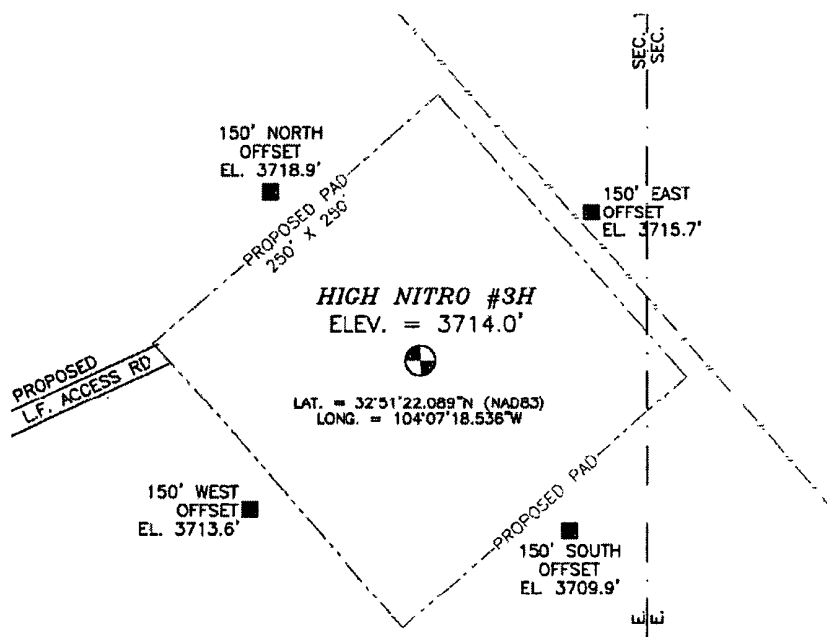 SEC.
SEC.
150' NORTH
OFFSET
EL. 3718.9'
PROPOSED PAD
250' X 250'
150' EAST
OFFSET
EL. 3715.7'
HIGH NITRO #3H
ELEV. = 3714.0'
LAT. = 32°51'22.089"N (NAD83)
LONG. = 104°07'18.536"W
PROPOSED
L.F. ACCESS RD
150' WEST
OFFSET
EL. 3713.6'
PROPOSED PAD
150' SOUTH
OFFSET
EL. 3709.9'
E.
E.